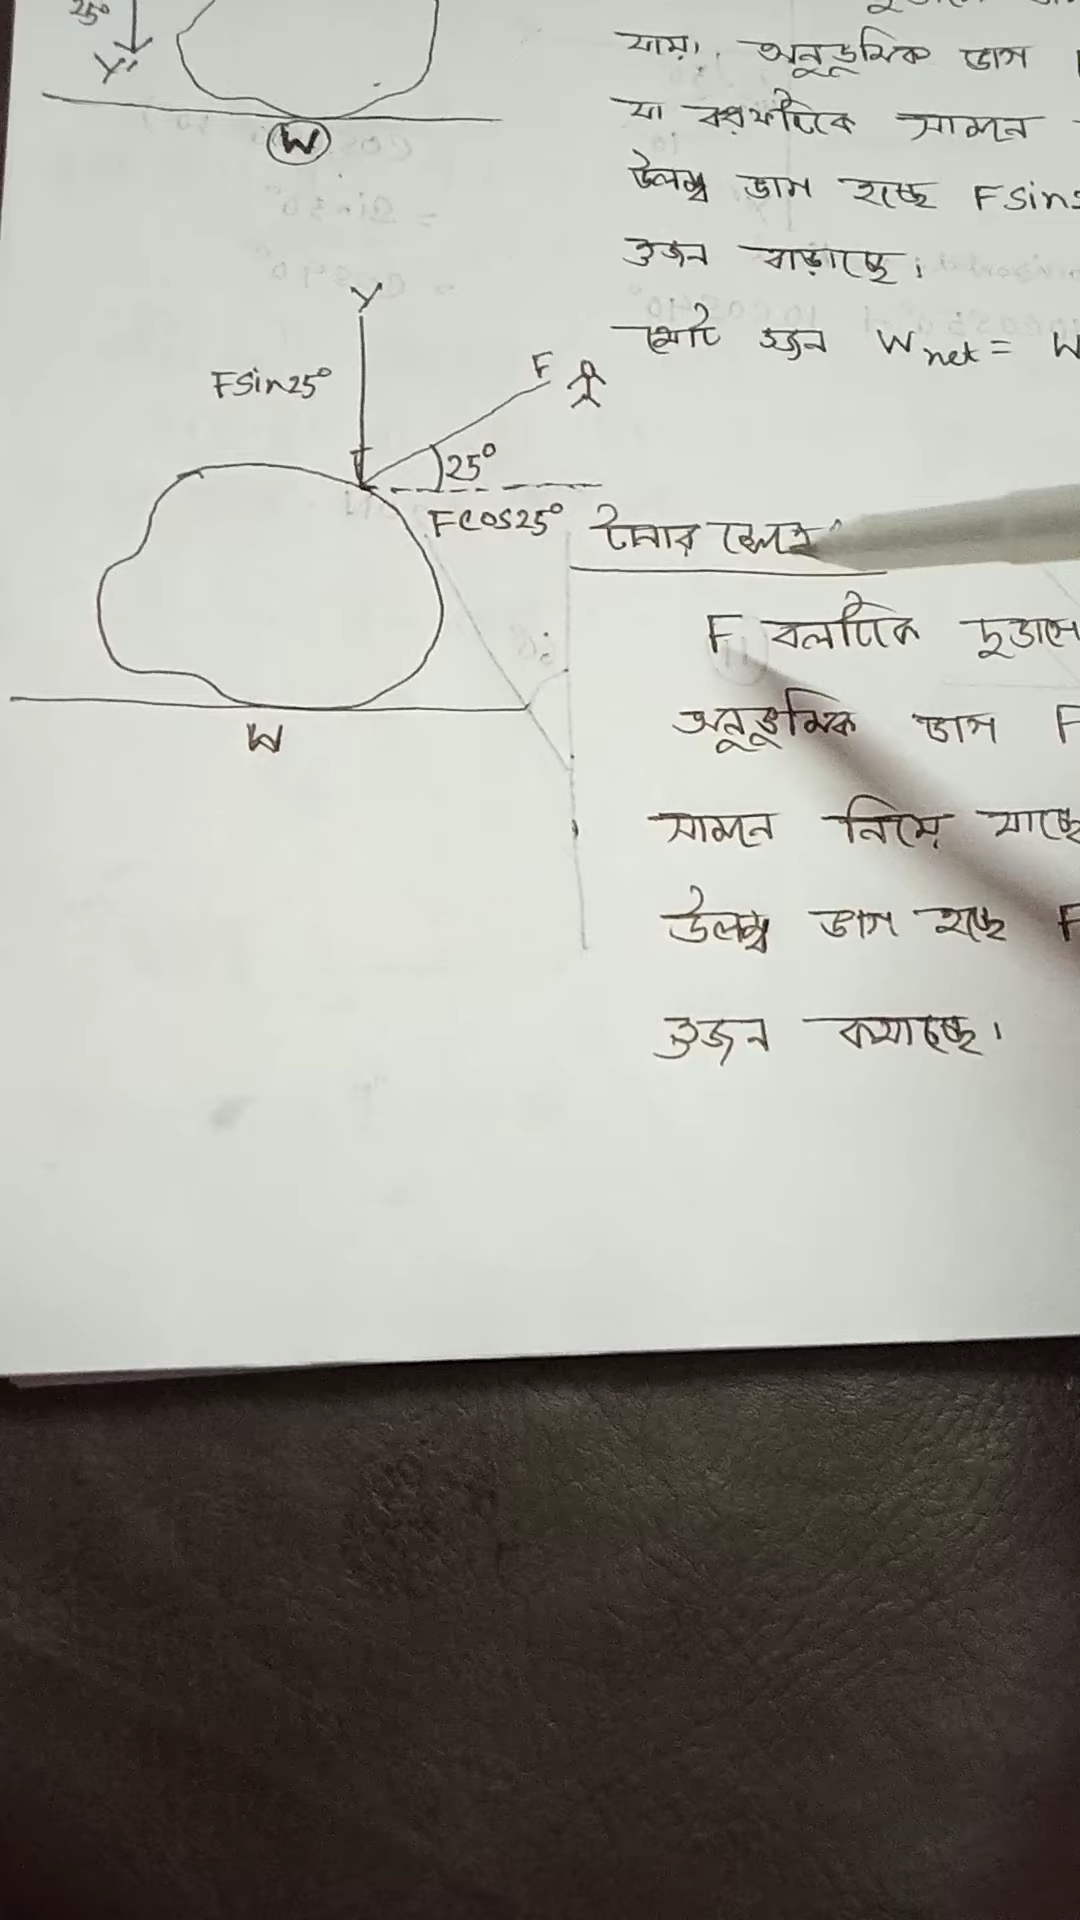 25°
Y'
W
যায়। অনুভূমিক ভাগ
যা বরফটিকে সামনে
উলম্ব ভাগ হচ্ছে Fsin
ওজন বাড়াচ্ছে।
মোট ওজন Wnet = W
Y
Fsin25°
F
25°
Fcos25°
W
টানার ক্ষেত্রে
F বলটিকে দুভাগে
অনুভূমিক ভাগ F
সামনে নিয়ে যাচ্ছে
উলম্ব ভাগ হচ্ছে F
ওজন কমাচ্ছে।